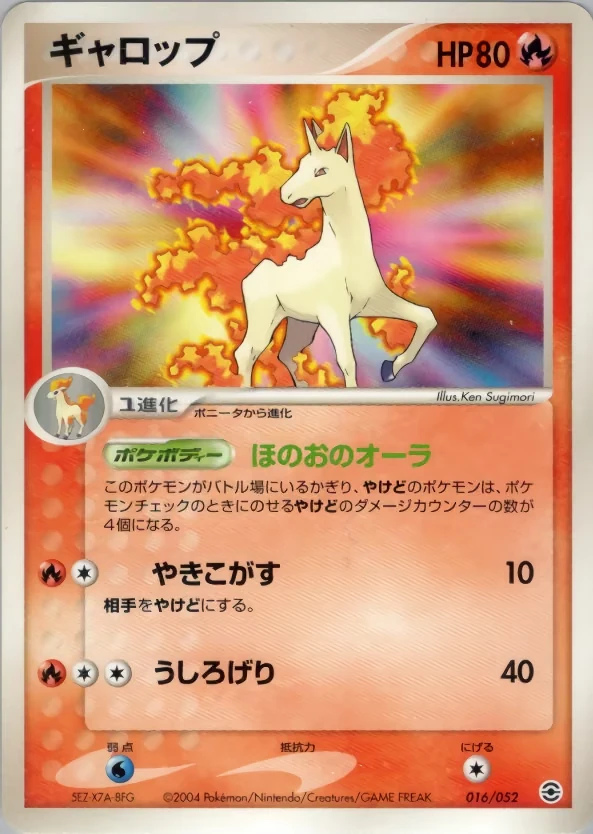 ギャロップ HP80
Illus.Ken Sugimori
1進化 ポニータから進化
ポケボディー ほのおのオーラ
このポケモンがバトル場にいるかぎり、やけどのポケモンは、ポケ
モンチェックのときにのせるやけどのダメージカウンターの数が
4個になる。
やきこがす 10
相手をやけどにする。
うしろげり 40
弱点 抵抗力 にげる
5EZ-X7A-8FG ©2004 Pokémon/Nintendo/Creatures/GAME FREAK 016/052